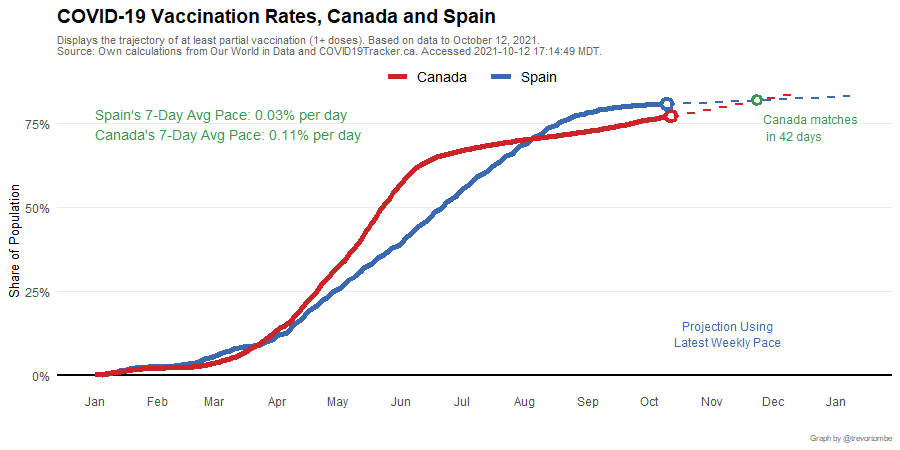 COVID-19 Vaccination Rates, Canada and Spain
Displays the trajectory of at least partial vaccination (1+ doses). Based on data to October 12, 2021.
Source: Own calculations from Our World in Data and COVID19Tracker.ca. Accessed 2021-10-12 17:14:49 MDT.
Canada Spain
Spain's 7-Day Avg Pace: 0.03% per day
Canada's 7-Day Avg Pace: 0.11% per day
Canada matches
in 42 days
75%
50%
25%
0%
Share of Population
Projection Using
Latest Weekly Pace
Jan Feb Mar Apr May Jun Jul Aug Sep Oct Nov Dec Jan
Graph by @trevortombe